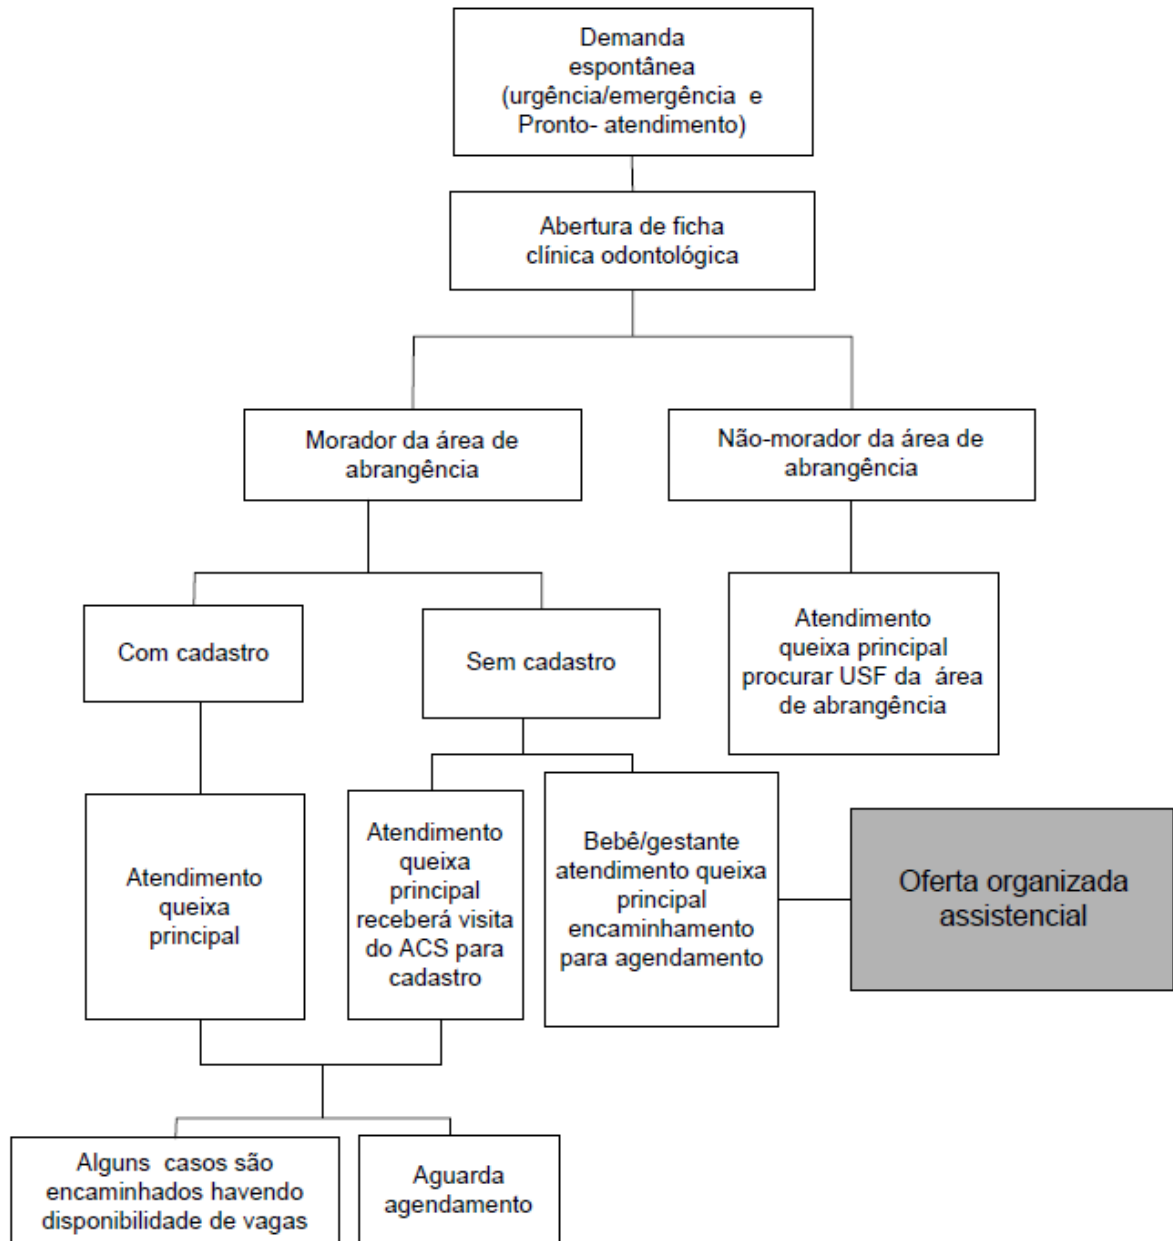 Demanda
espontânea
(urgência/emergência e
Pronto- atendimento)
Abertura de ficha
clínica odontológica
Morador da área de
abrangência
Não-morador da área de
abrangência
Com cadastro
Sem cadastro
Atendimento
queixa principal
procurar USF da área
de abrangência
Atendimento
queixa
principal
Atendimento
queixa
principal
receberá visita
do ACS para
cadastro
Bebê/gestante
atendimento queixa
principal
encaminhamento
para agendamento
Oferta organizada
assistencial
Alguns casos são
encaminhados havendo
disponibilidade de vagas
Aguarda
agendamento